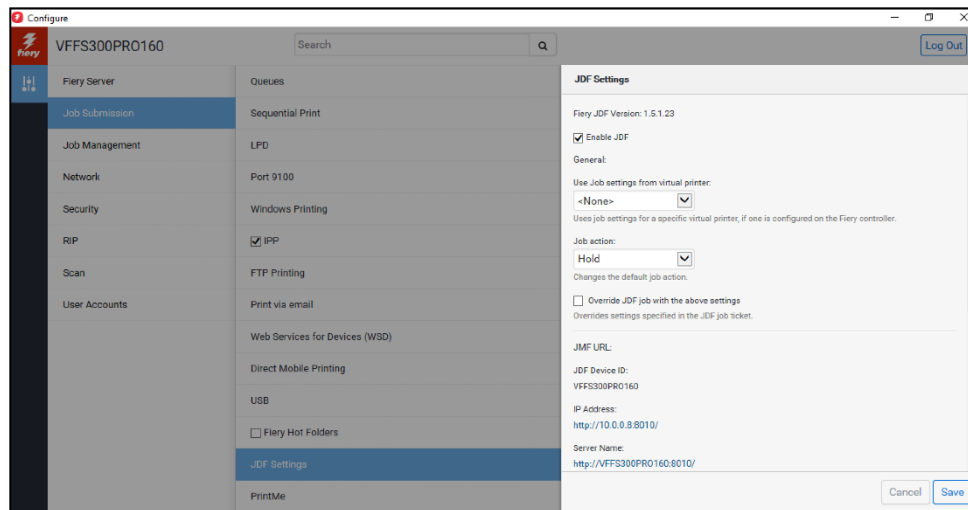 Configure
fiery
VFFS300PRO160
Search
Log Out
Fiery Server
Job Submission
Job Management
Network
Security
RIP
Scan
User Accounts
Queues
Sequential Print
LPD
Port 9100
Windows Printing
IPP
FTP Printing
Print via email
Web Services for Devices (WSD)
Direct Mobile Printing
USB
Fiery Hot Folders
JDF Settings
PrintMe
JDF Settings
Fiery JDF Version: 1.5.1.23
Enable JDF
General:
Use Job settings from virtual printer:
<None>
Uses job settings for a specific virtual printer, if one is configured on the Fiery controller.
Job action:
Hold
Changes the default job action.
Override JDF job with the above settings
Overrides settings specified in the JDF job ticket.
JMF URL:
JDF Device ID:
VFFS300PRO160
IP Address:
http://10.0.0.8:8010/
Server Name:
http://VFFS300PRO160:8010/
Cancel
Save